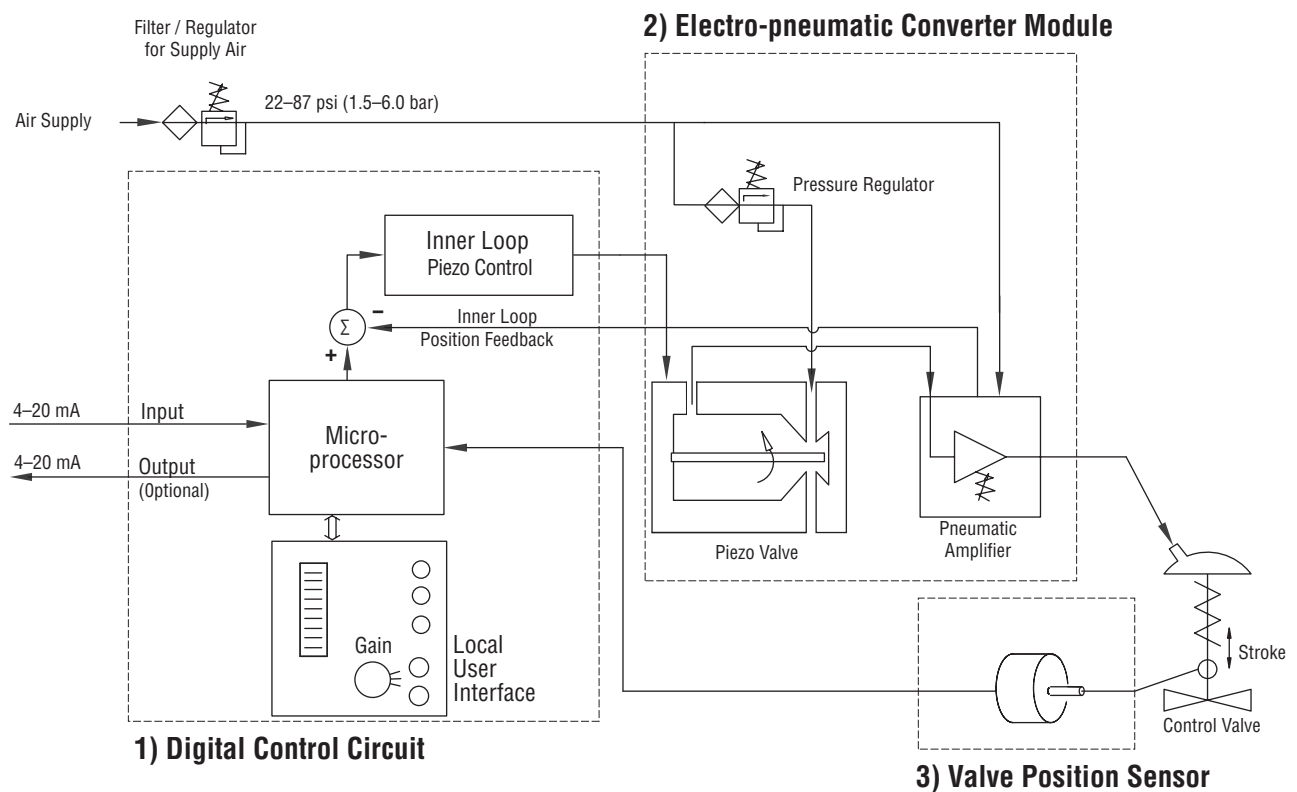 2) Electro-pneumatic Converter Module
Filter / Regulator
for Supply Air
22–87 psi (1.5–6.0 bar)
Air Supply
Pressure Regulator
Inner Loop
Piezo Control
–
Σ
+
Inner Loop
Position Feedback
4–20 mA
Input
Micro-
processor
4–20 mA
Output
(Optional)
Piezo Valve
Pneumatic
Amplifier
Gain
Local
User
Interface
Stroke
Control Valve
1) Digital Control Circuit
3) Valve Position Sensor